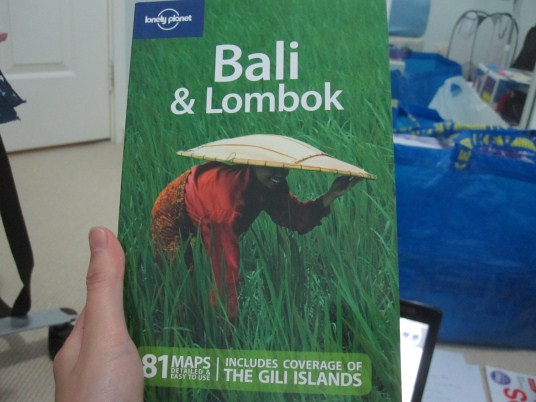 lonely planet
Bali
& Lombok
81 MAPS
DETAILED &
EASY TO USE
INCLUDES COVERAGE OF
THE GILI ISLANDS